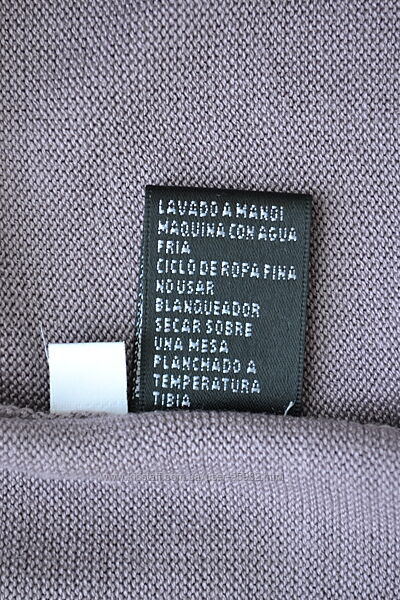 LAVADO A MANO/
MAQUINA CON AGUA
FRIA
CICLO DE ROPA FINA
NO USAR
BLANQUEADOR
SECAR SOBRE
UNA MESA
PLANCHADO A
TEMPERATURA
TIBIA